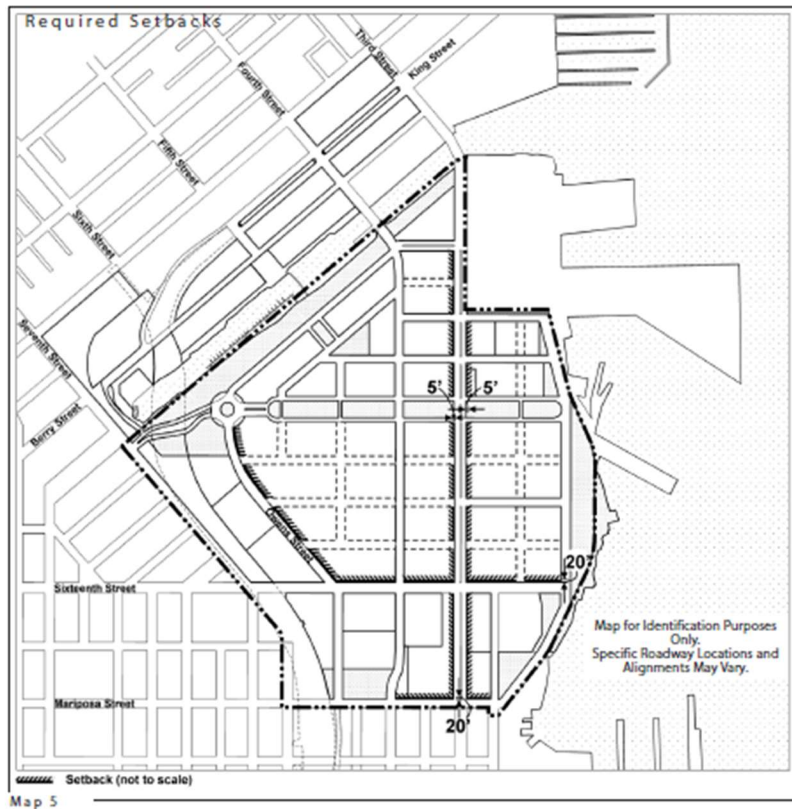 Required Setbacks
Third Street
King Street
Fourth Street
Fifth Street
Sixth Street
Seventh Street
Berry Street
5' 5'
Owens Street
20'
Sixteenth Street
Map for Identification Purposes
Only.
Specific Roadway Locations and
Alignments May Vary.
Mariposa Street
20'
Setback (not to scale)
Map 5